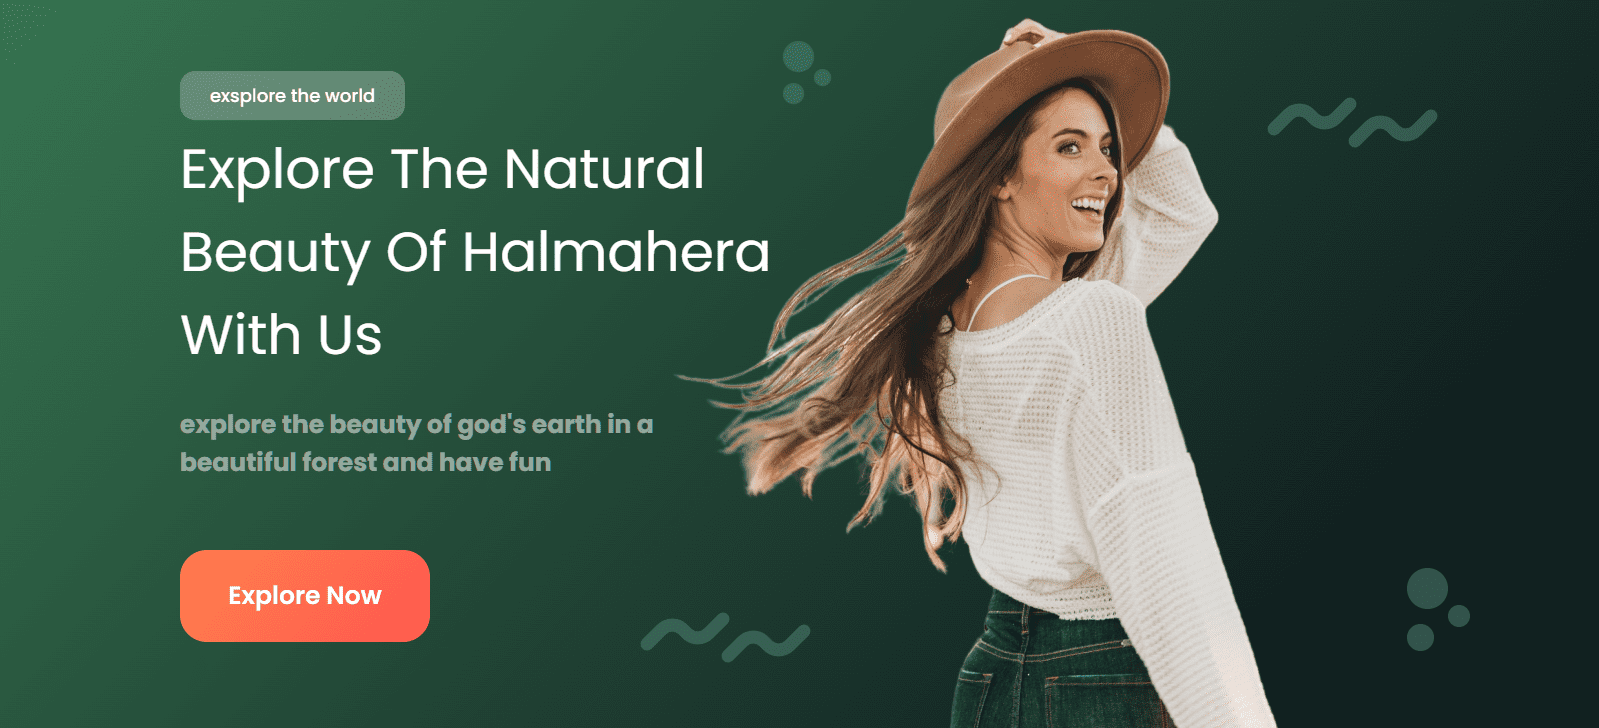 exsplore the world
Explore The Natural
Beauty Of Halmahera
With Us
explore the beauty of god's earth in a
beautiful forest and have fun
Explore Now